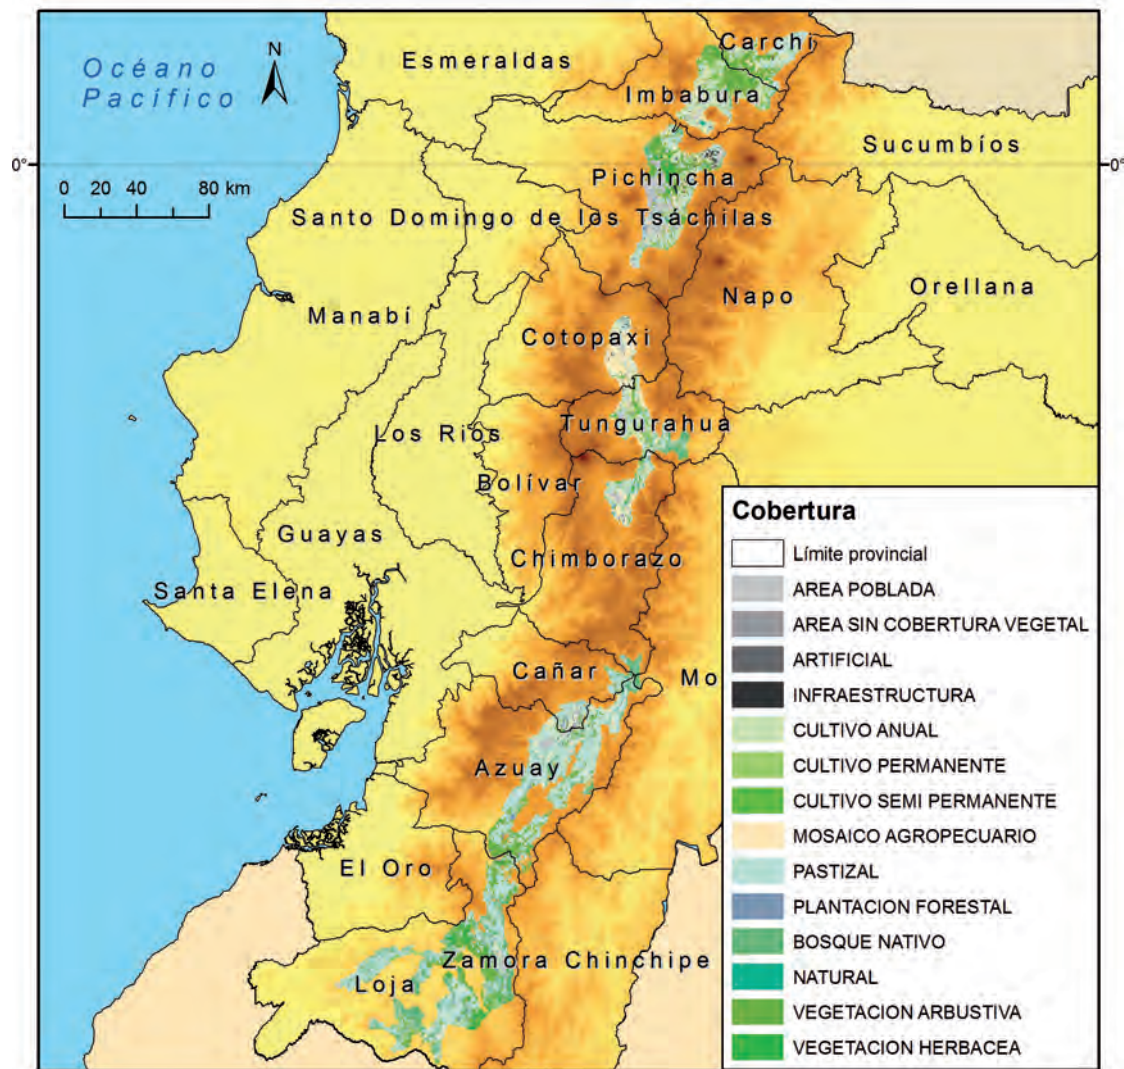 Océano
Pacífico
N
Esmeraldas
Carchi
Imbabura
Sucumbíos
0°
0°
0 20 40 80 km
Pichincha
Santo Domingo de los Tsáchilas
Napo
Orellana
Manabí
Cotopaxi
Tungurahua
Los Rios
Bolívar
Guayas
Chimborazo
Santa Elena
Cañar
Mo
Azuay
El Oro
Zamora Chinchipe
Loja
Cobertura
Límite provincial
AREA POBLADA
AREA SIN COBERTURA VEGETAL
ARTIFICIAL
INFRAESTRUCTURA
CULTIVO ANUAL
CULTIVO PERMANENTE
CULTIVO SEMI PERMANENTE
MOSAICO AGROPECUARIO
PASTIZAL
PLANTACION FORESTAL
BOSQUE NATIVO
NATURAL
VEGETACION ARBUSTIVA
VEGETACION HERBACEA